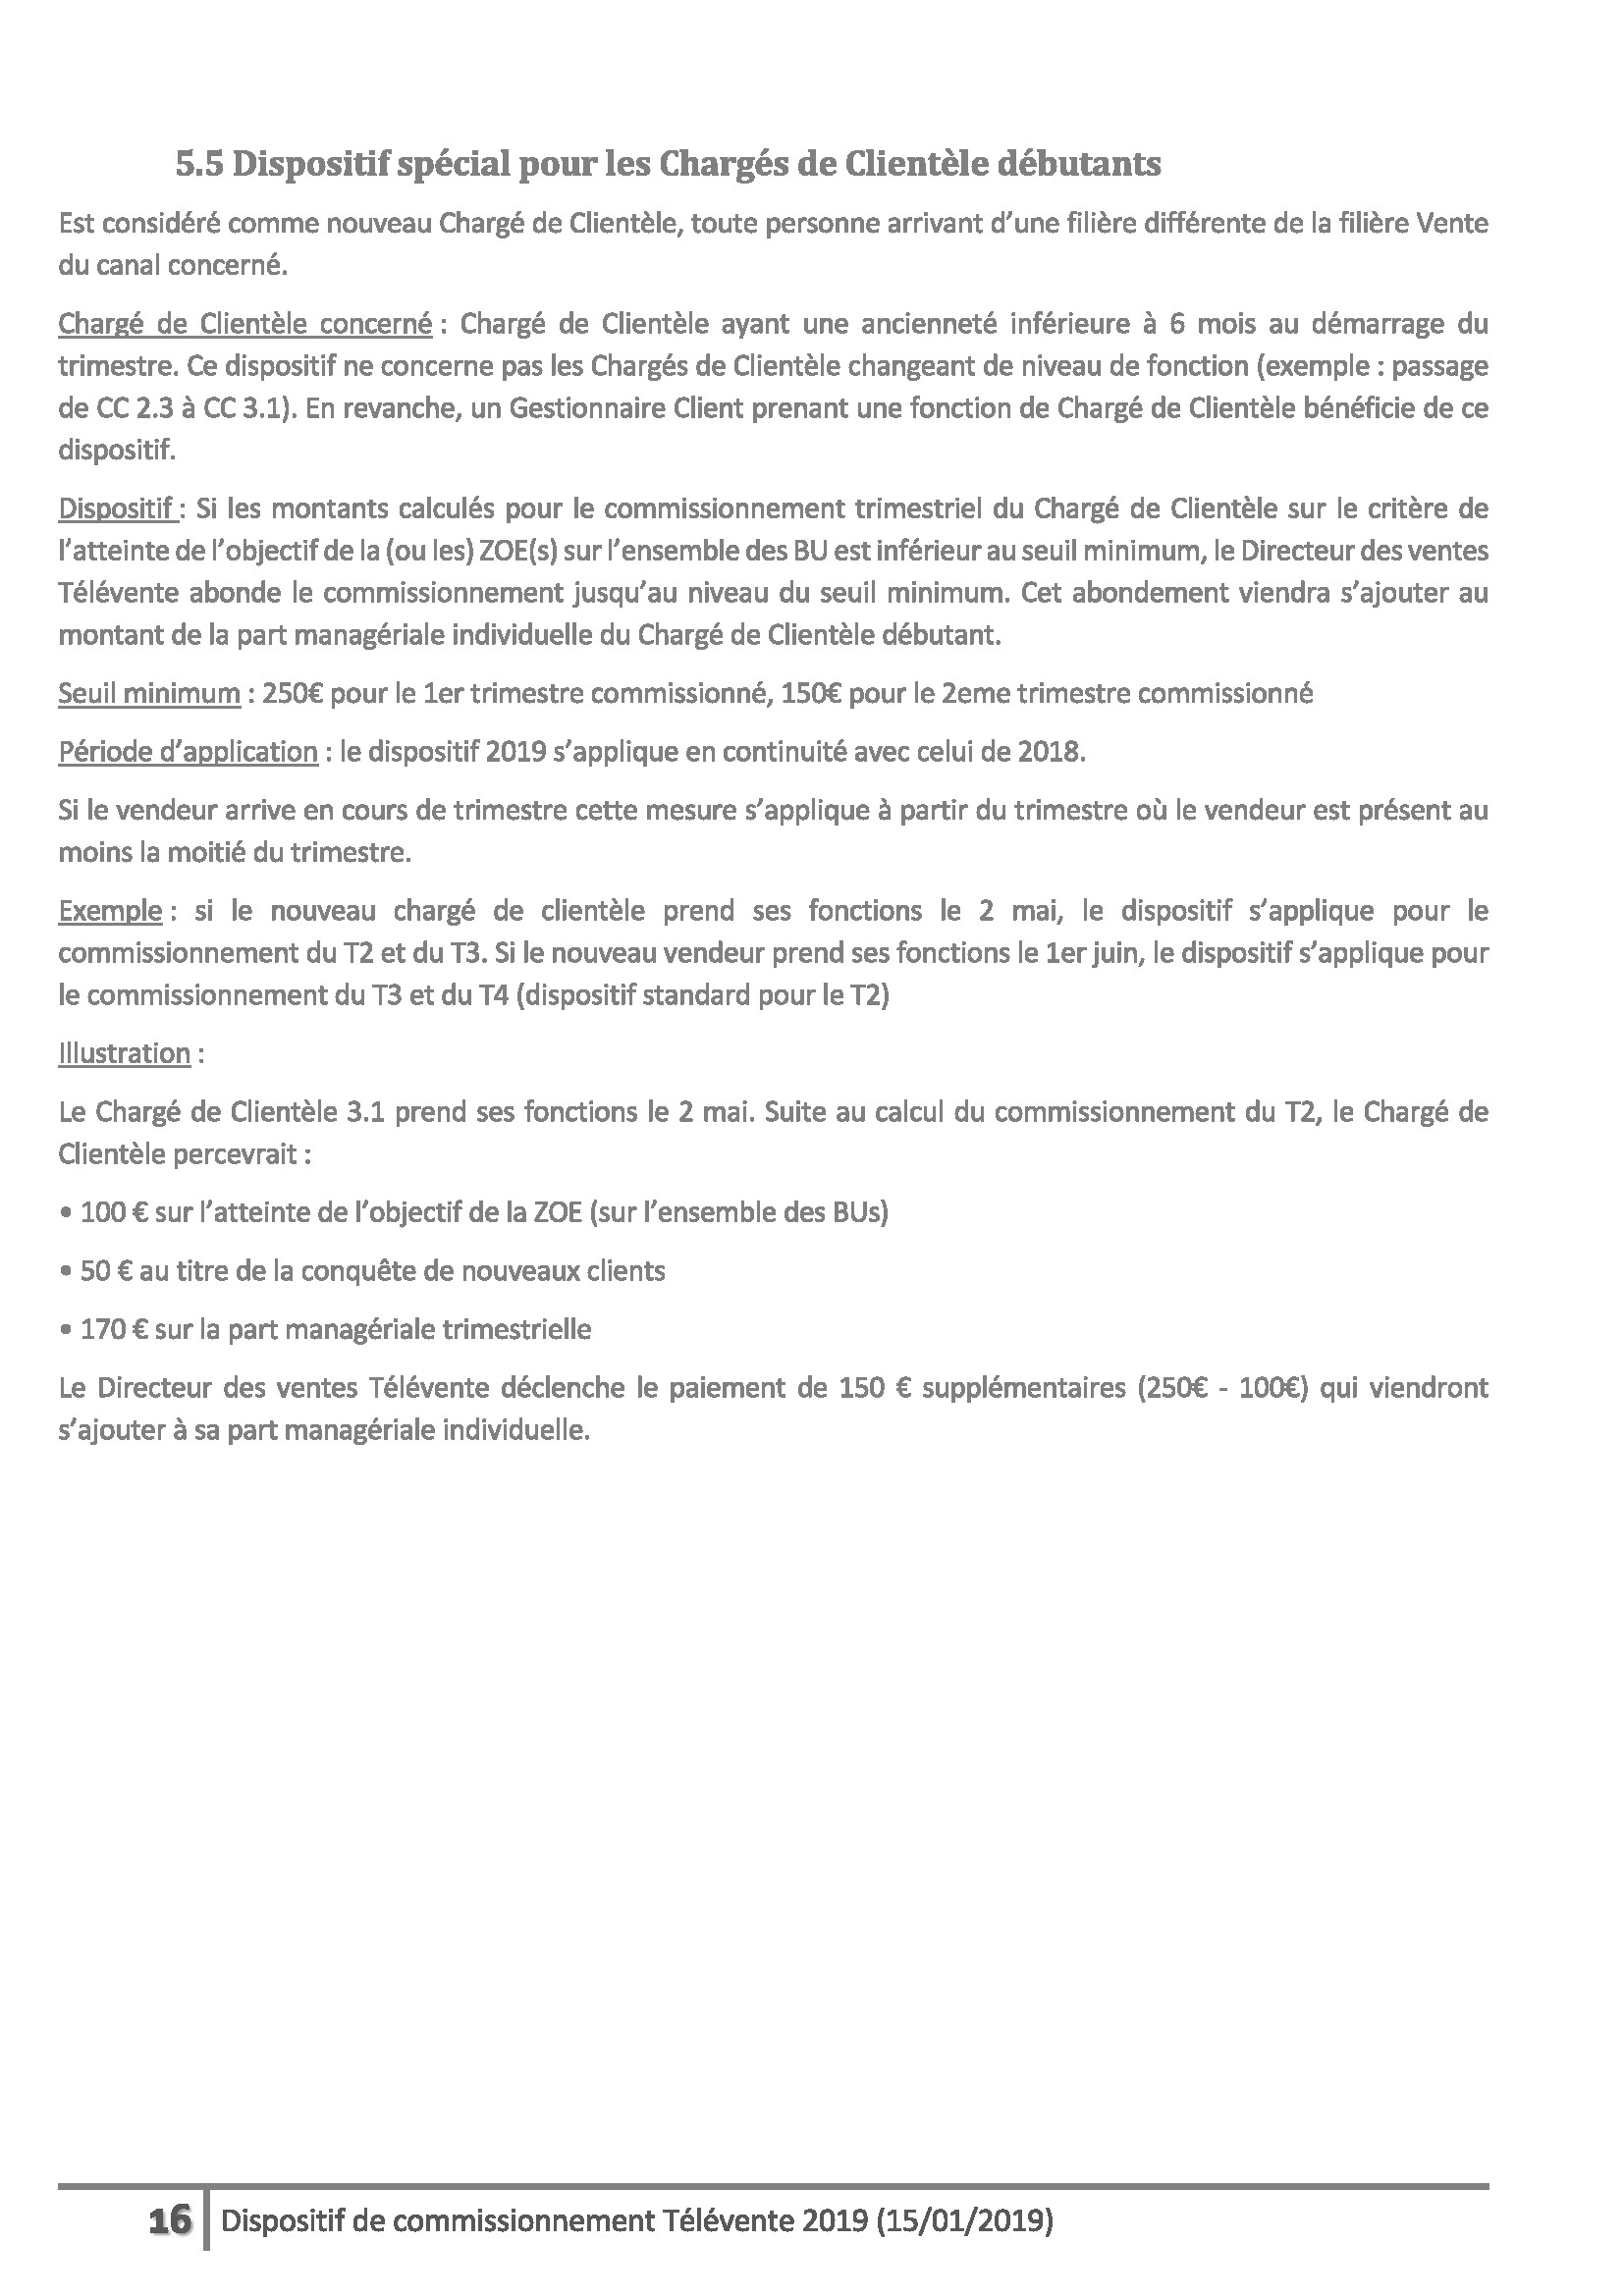 5.5 Dispositif spécial pour les Chargés de Clientèle débutants
Est considéré comme nouveau Chargé de Clientèle, toute personne arrivant d’une filière différente de la filière Vente
du canal concerné.
Chargé de Clientèle concerné : Chargé de Clientèle ayant une ancienneté inférieure à 6 mois au démarrage du
trimestre. Ce dispositif ne concerne pas les Chargés de Clientèle changeant de niveau de fonction (exemple : passage
de CC 2.3 à CC 3.1). En revanche, un Gestionnaire Client prenant une fonction de Chargé de Clientèle bénéficie de ce
dispositif.
Dispositif : Si les montants calculés pour le commissionnement trimestriel du Chargé de Clientèle sur le critère de
l’atteinte de l’objectif de la (ou les) ZOE(s) sur l’ensemble des BU est inférieur au seuil minimum, le Directeur des ventes
Télévente abonde le commissionnement jusqu’au niveau du seuil minimum. Cet abondement viendra s’ajouter au
montant de la part managériale individuelle du Chargé de Clientèle débutant.
Seuil minimum : 250€ pour le 1er trimestre commissionné, 150€ pour le 2eme trimestre commissionné
Période d’application : le dispositif 2019 s’applique en continuité avec celui de 2018.
Si le vendeur arrive en cours de trimestre cette mesure s’applique à partir du trimestre où le vendeur est présent au
moins la moitié du trimestre.
Exemple : si le nouveau chargé de clientèle prend ses fonctions le 2 mai, le dispositif s’applique pour le
commissionnement du T2 et du T3. Si le nouveau vendeur prend ses fonctions le 1er juin, le dispositif s’applique pour
le commissionnement du T3 et du T4 (dispositif standard pour le T2)
Illustration :
Le Chargé de Clientèle 3.1 prend ses fonctions le 2 mai. Suite au calcul du commissionnement du T2, le Chargé de
Clientèle percevrait :
• 100 € sur l’atteinte de l’objectif de la ZOE (sur l’ensemble des BUs)
• 50 € au titre de la conquête de nouveaux clients
• 170 € sur la part managériale trimestrielle
Le Directeur des ventes Télévente déclenche le paiement de 150 € supplémentaires (250€ - 100€) qui viendront
s’ajouter à sa part managériale individuelle.
16 Dispositif de commissionnement Télévente 2019 (15/01/2019)